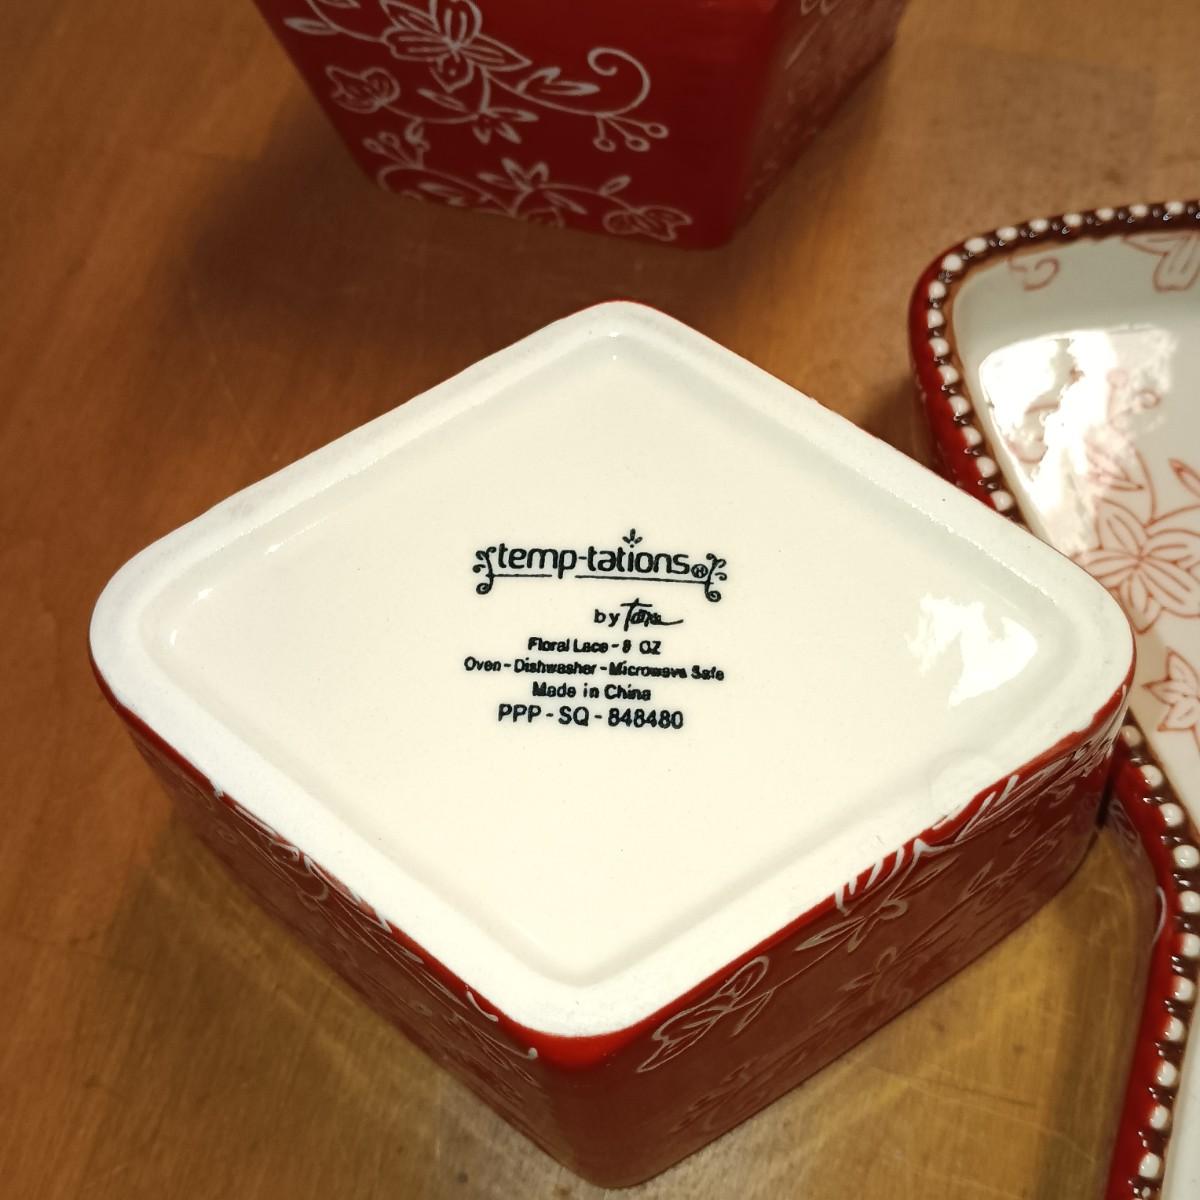 temp-tations®
by Tara
Floral Lace - 8 OZ
Oven - Dishwasher - Microwave Safe
Made in China
PPP - SQ - 848480